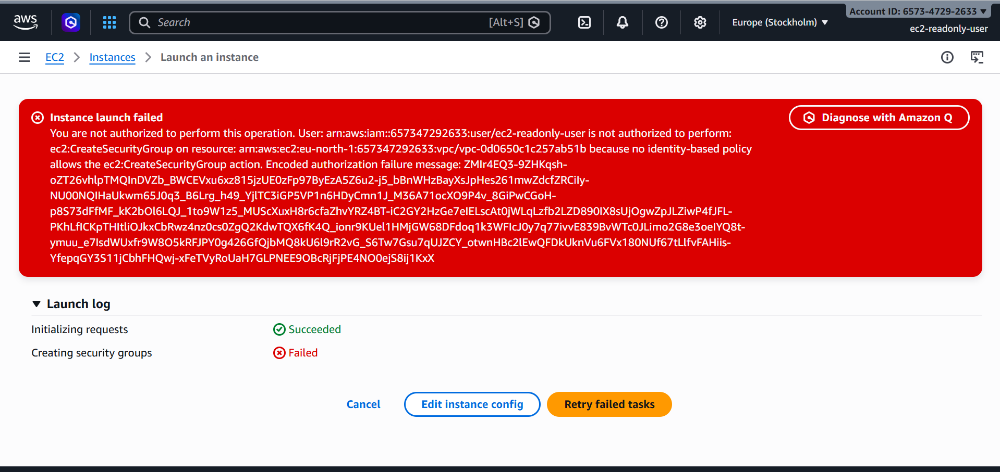 aws
Search
[Alt+S]
Europe (Stockholm)
Account ID: 6573-4729-2633
ec2-readonly-user
EC2
Instances
Launch an instance
Instance launch failed
Diagnose with Amazon Q
You are not authorized to perform this operation. User: arn:aws:iam::657347292633:user/ec2-readonly-user is not authorized to perform:
ec2:CreateSecurityGroup on resource: arn:aws:ec2:eu-north-1:657347292633:vpc/vpc-0d0650c1c257ab51b because no identity-based policy
allows the ec2:CreateSecurityGroup action. Encoded authorization failure message: ZMIr4EQ3-9ZHKqsh-
oZT26vhlpTMQInDVZb_BWCEVxu6xz815jzUE0zFp97ByEzA5Z6u2-j5_bBnWHzBayXsJpHes261mwZdcfZRCiIy-
NU00NQIHaUkwm65J0q3_B6Lrg_h49_YjlTC3iGP5VP1n6HDyCmn1J_M36A71ocXO9P4v_8GiPwCGoH-
p8S73dFfMF_kK2bOl6LQJ_1to9W1z5_MUScXuxH8r6cfaZhvYRZ4BT-iC2GY2HzGe7eIELscAt0jWLqLzfb2LZD890IX8sUjOgwZpJLZiwP4fJFL-
PKhLfICKpTHItliOJkxCbRwz4nz0cs0ZgQ2KdwTQX6fK4Q_ionr9KUel1HMjGW68DFdoq1k3WFIcJ0y7q77ivvE839BvWTc0JLimo2G8e3oeIYQ8t-
ymuu_e7IsdWUxfr9W8O5kRFJPY0g426GfQjbMQ8kU6l9rR2vG_S6Tw7Gsu7qUJZCY_otwnHBc2lEwQFDkUknVu6FVx180NUf67tLlfvFAHiis-
YfepqGY3S11jCbhFHQwj-xFeTVyRoUaH7GLPNEE9OBcRjFjPE4NO0ejS8ij1KxX
Launch log
Initializing requests
Succeeded
Creating security groups
Failed
Cancel
Edit instance config
Retry failed tasks